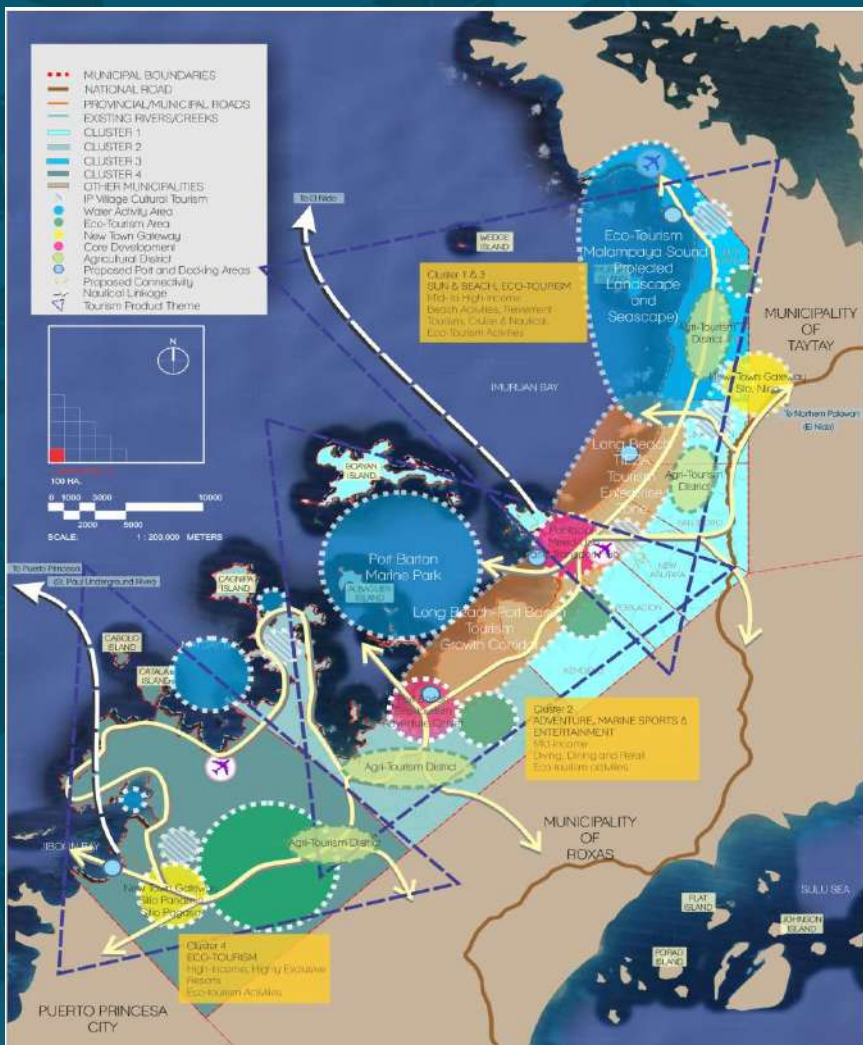 MUNICIPAL BOUNDARIES
NATIONAL ROAD
PROVINCIAL/MUNICIPAL ROADS
EXISTING RIVERS/CREEKS
CLUSTER 1
CLUSTER 2
CLUSTER 3
CLUSTER 4
OTHER MUNICIPALITIES
IP Village Cultural Tourism
Water Activity Area
Eco-Tourism Area
New Town Gateway
Core Development
Agricultural District
Proposed Port and Docking Areas
Proposed Connectivity
Nautical Linkage
Tourism Product Theme
N
100 HA.
0 1000 3000 10000
2000 5000
SCALE: 1 : 200,000 METERS
To El Nido
WEDGE
ISLAND
Cluster 1 & 3
SUN & BEACH, ECO-TOURISM
Mid- to High-Income
Beach Activities, Retirement
Tourism, Cruise & Nautical,
Eco-Tourism Activities
Eco-Tourism
Malampaya Sound
Protected
Landscape
and
Seascape)
Agri-Tourism
District
MUNICIPALITY
OF
TAYTAY
New Town Gateway
Sto. Nino
To Northern Palawan
(El Nido)
IMURUAN BAY
Long Beach
TIEZA
Tourism
Enterprise
Zone
Agri-Tourism
District
BOAYAN
ISLAND
Port Barton
Marine Park
ALBAGUEN
ISLAND
NEW
POBLACION
Long Beach-Port Barton
Tourism
Growth Corridor
To Puerto Princesa
(St. Paul Underground River)
CAGNIPA
ISLAND
CABOLO
ISLAND
CATALA
ISLAND
Cluster 2
ADVENTURE, MARINE SPORTS &
ENTERTAINMENT
Mid-Income
Diving, Dining and Retail
Eco-tourism activities
Agri-Tourism District
MUNICIPALITY
OF
ROXAS
Agri-Tourism District
New Town Gateway
Sitio Pagasa
Cluster 4
ECO-TOURISM
High-Income, Highly Exclusive
Resorts
Eco-tourism Activities
PUERTO PRINCESA
CITY
SULU SEA
FLAT
ISLAND
JOHNSON
ISLAND
ISLAND